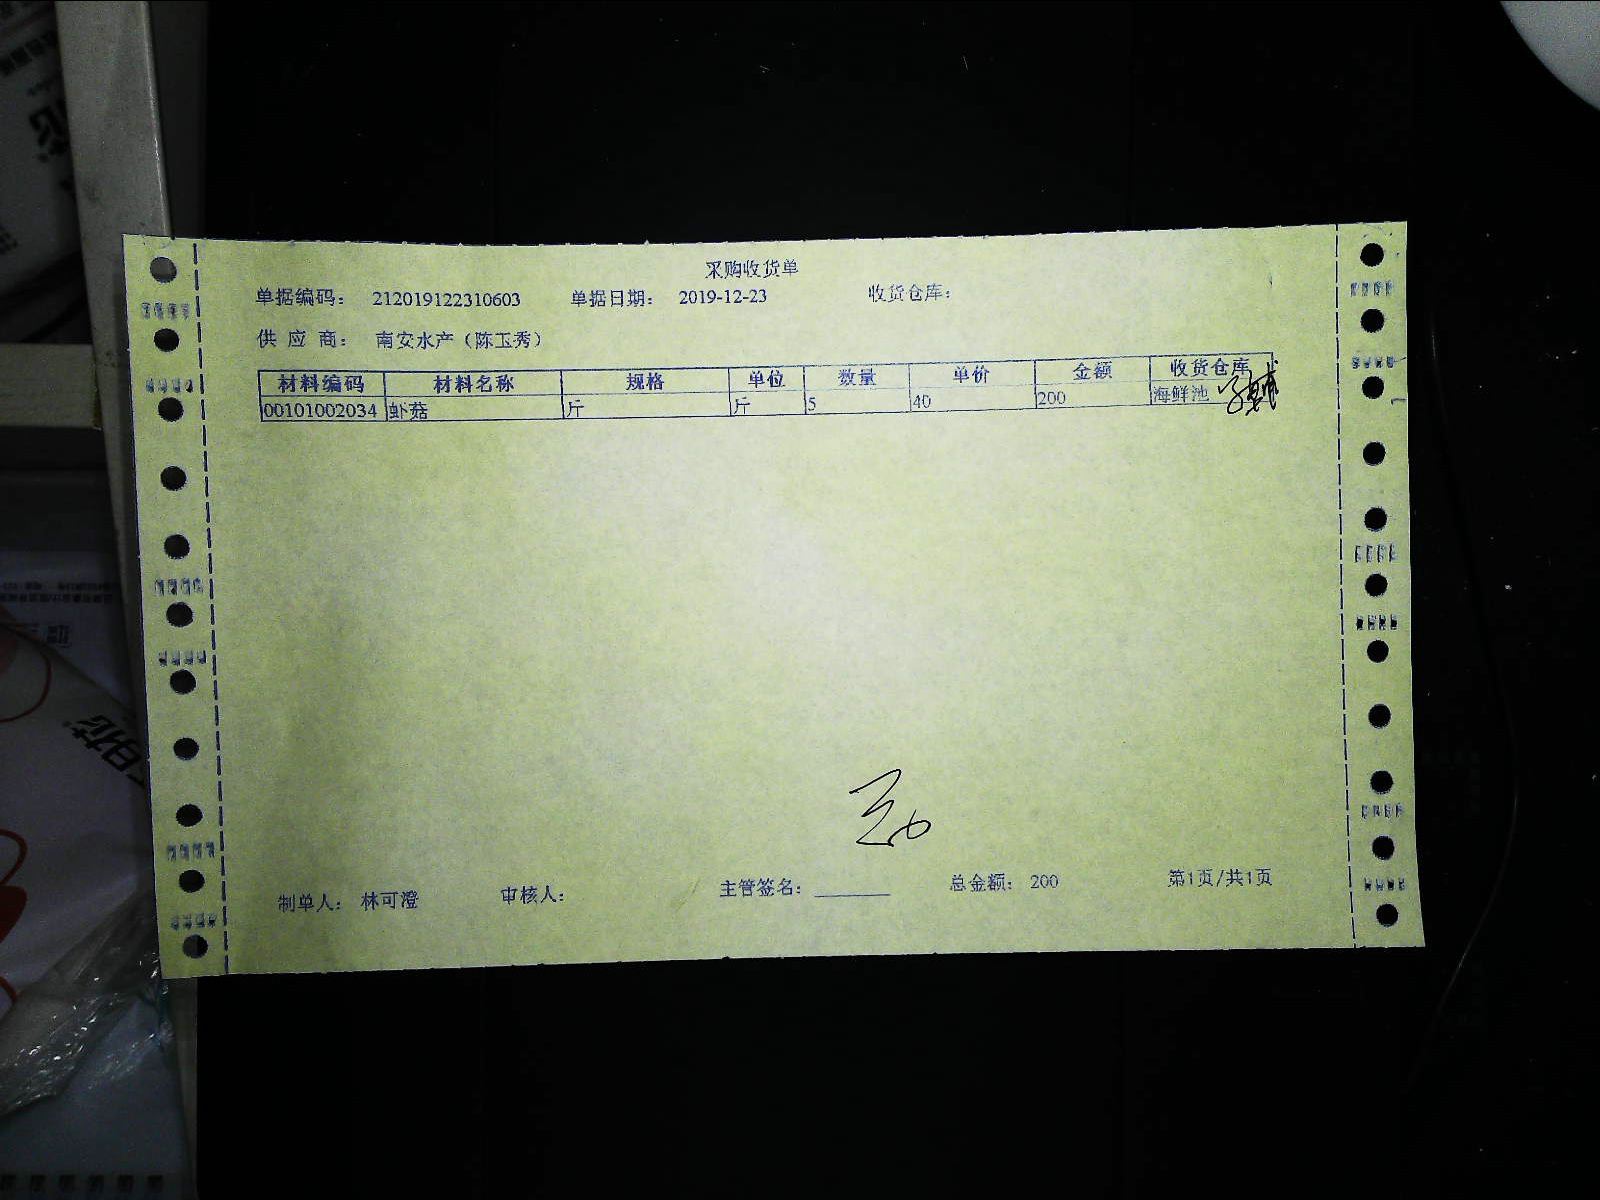 采购收货单
单据编码： 212019122310603 单据日期： 2019-12-23 收货仓库：
供 应 商： 南安水产（陈玉秀）
材料编码 材料名称 规格 单位 数量 单价 金额 收货仓库
00101002034 虾菇 斤 斤 5 40 200 海鲜池
制单人： 林可澄 审核人： 主管签名： 总金额： 200 第1页/共1页